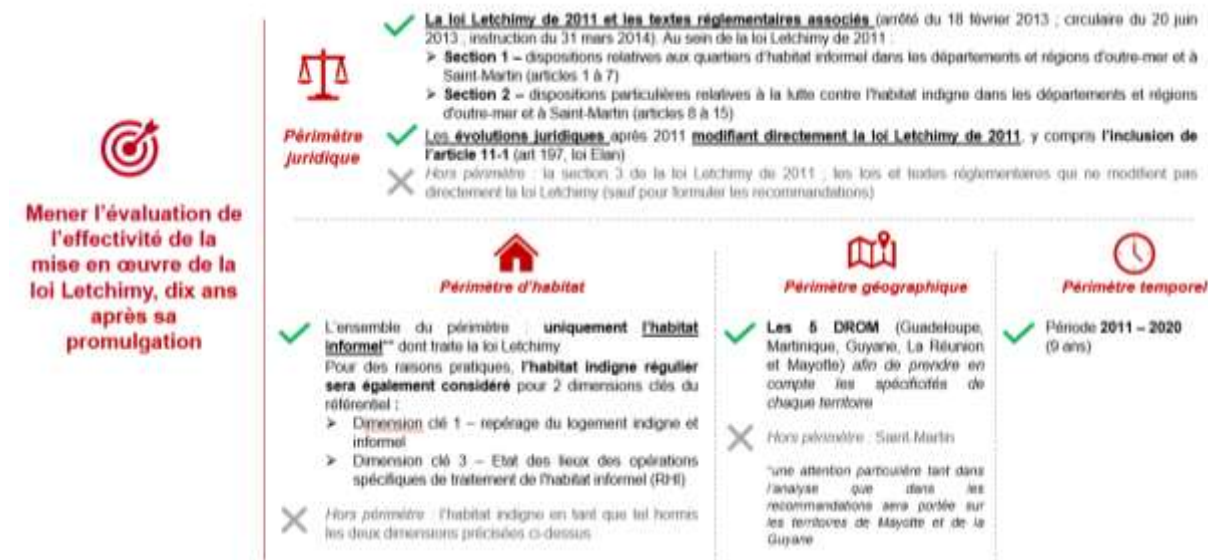 Mener l'évaluation de
l'effectivité de la
mise en œuvre de la
loi Letchimy, dix ans
après sa
promulgation
Périmètre
juridique
La loi Letchimy de 2011 et les textes réglementaires associés (arrêté du 18 février 2013 ; circulaire du 20 juin
2013 ; instruction du 31 mars 2014). Au sein de la loi Letchimy de 2011 :
➢ Section 1 – dispositions relatives aux quartiers d'habitat informel dans les départements et régions d'outre-mer et à
Saint-Martin (articles 1 à 7)
➢ Section 2 – dispositions particulières relatives à la lutte contre l'habitat indigne dans les départements et régions
d'outre-mer et à Saint-Martin (articles 8 à 15)
Les évolutions juridiques après 2011 modifiant directement la loi Letchimy de 2011, y compris l'inclusion de
l'article 11-1 (art 197, loi Elan)
Hors périmètre : la section 3 de la loi Letchimy de 2011 ; les lois et textes réglementaires qui ne modifient pas
directement la loi Letchimy (sauf pour formuler les recommandations)
Périmètre d'habitat
L'ensemble du périmètre : uniquement l'habitat
informel** dont traite la loi Letchimy
Pour des raisons pratiques, l'habitat indigne régulier
sera également considéré pour 2 dimensions clés du
référentiel :
➢ Dimension clé 1 – repérage du logement indigne et
informel
➢ Dimension clé 3 – Etat des lieux des opérations
spécifiques de traitement de l'habitat informel (RHI)
Hors périmètre : l'habitat indigne en tant que tel hormis
les deux dimensions précisées ci-dessus
Périmètre géographique
Les 5 DROM (Guadeloupe,
Martinique, Guyane, La Réunion
et Mayotte) afin de prendre en
compte les spécificités de
chaque territoire
Hors périmètre : Saint-Martin
*une attention particulière tant dans
l'analyse que dans les
recommandations sera portée sur
les territoires de Mayotte et de la
Guyane
Périmètre temporel
Période 2011 – 2020
(9 ans)